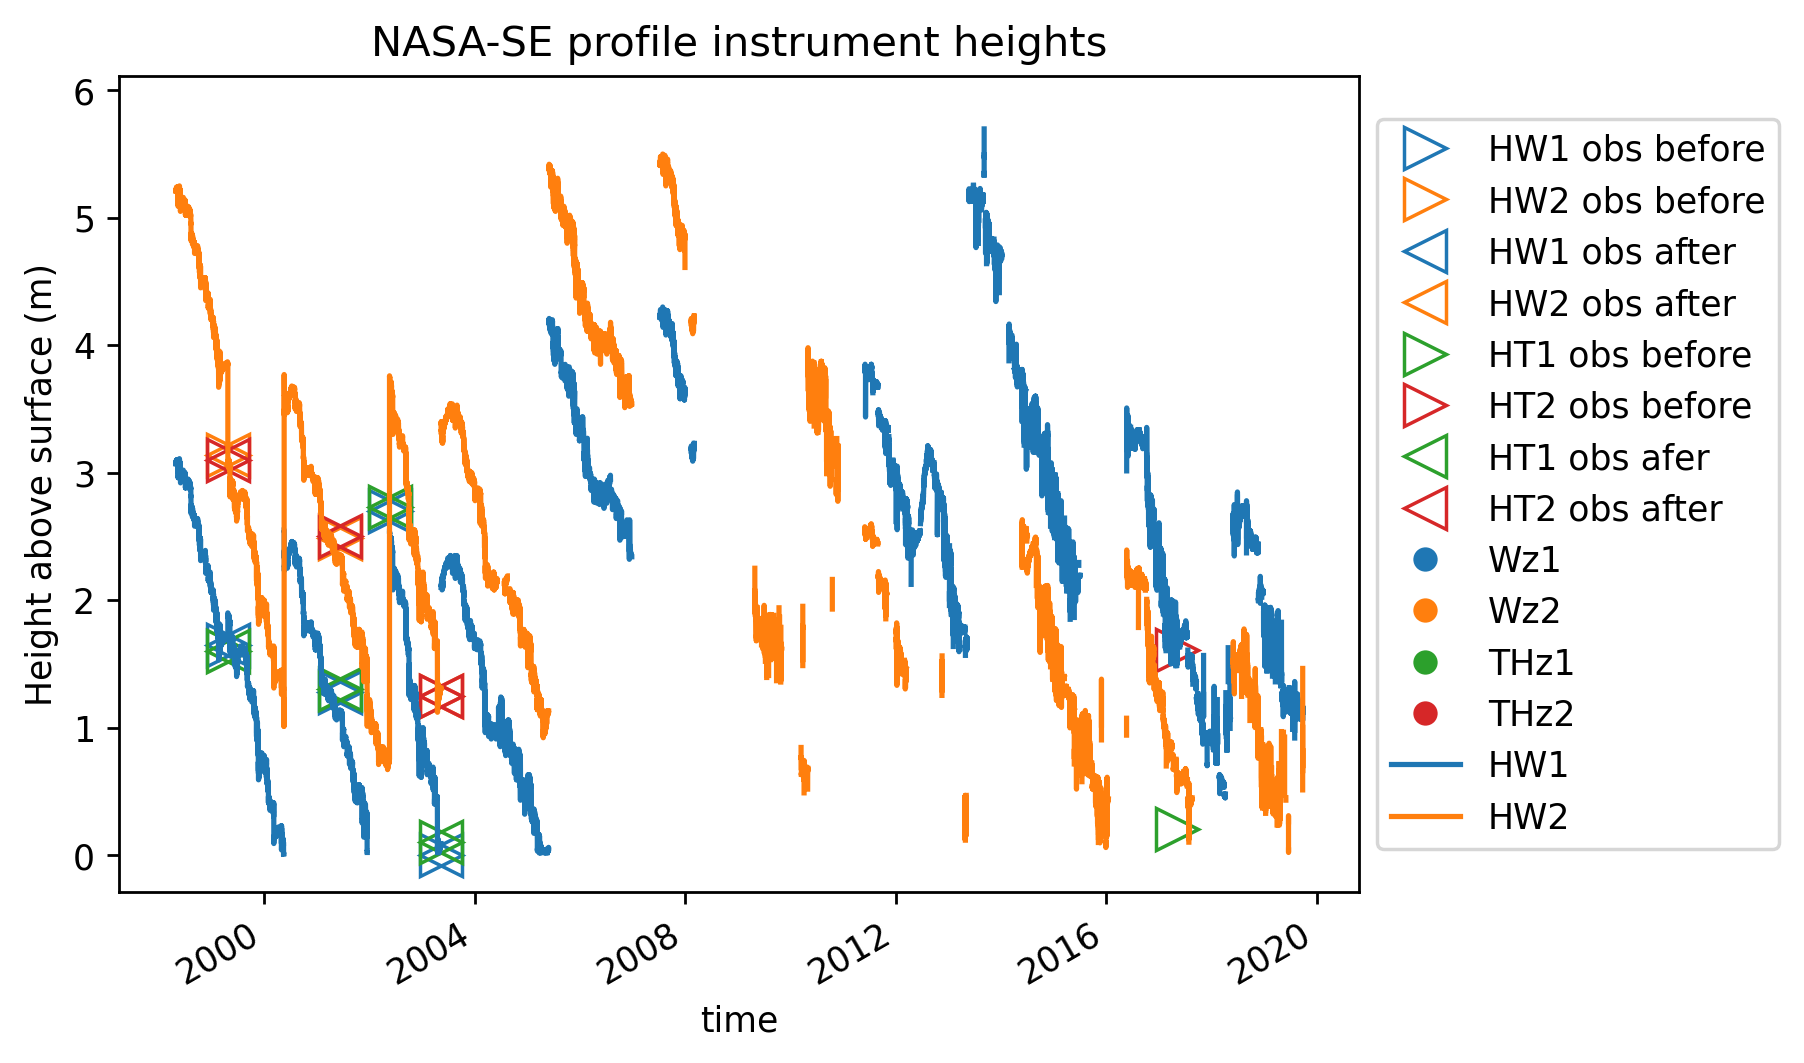 NASA-SE profile instrument heights
Height above surface (m)
6
5
4
3
2
1
0
2000
2004
2008
2012
2016
2020
time
HW1 obs before
HW2 obs before
HW1 obs after
HW2 obs after
HT1 obs before
HT2 obs before
HT1 obs afer
HT2 obs after
Wz1
Wz2
THz1
THz2
HW1
HW2